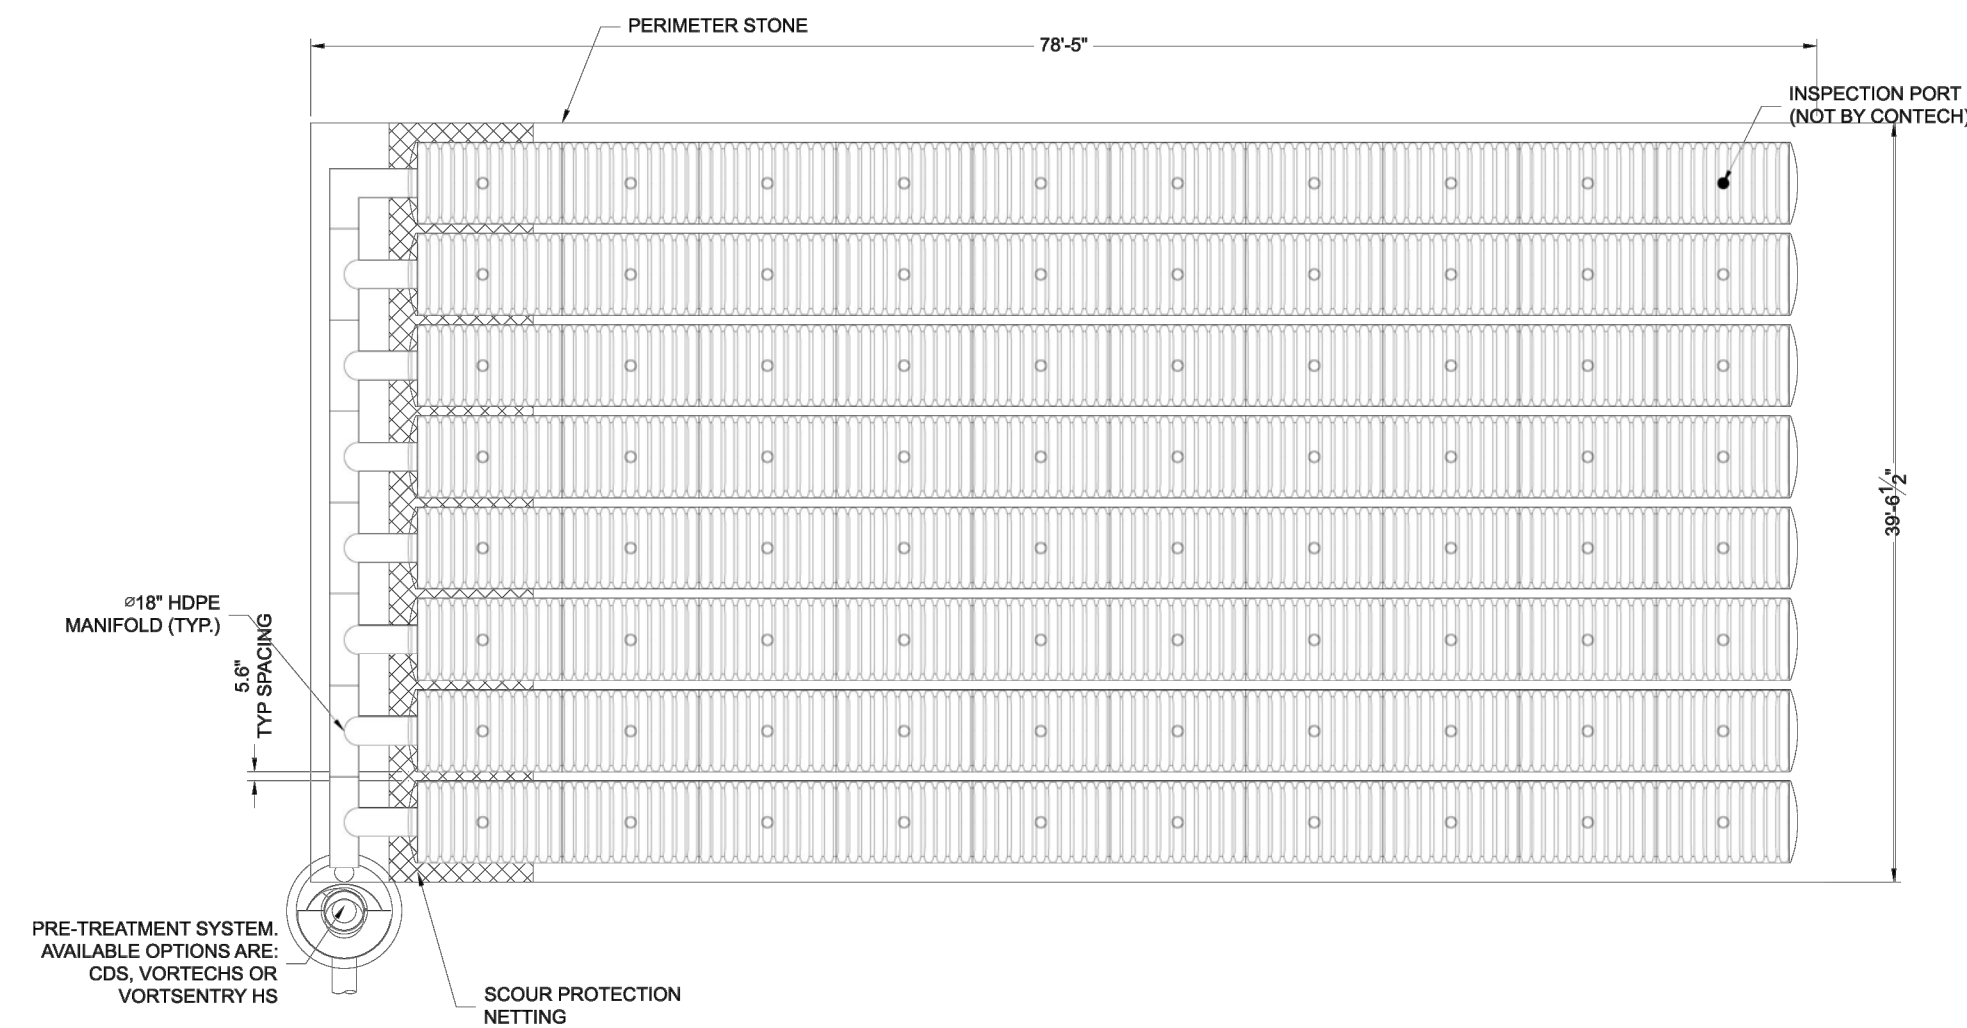 PERIMETER STONE
78'-5"
INSPECTION PORT
(NOT BY CONTECH)
39'-6 1/2"
⌀18" HDPE
MANIFOLD (TYP.)
5.6"
TYP SPACING
PRE-TREATMENT SYSTEM.
AVAILABLE OPTIONS ARE:
CDS, VORTECHS OR
VORTSENTRY HS
SCOUR PROTECTION
NETTING